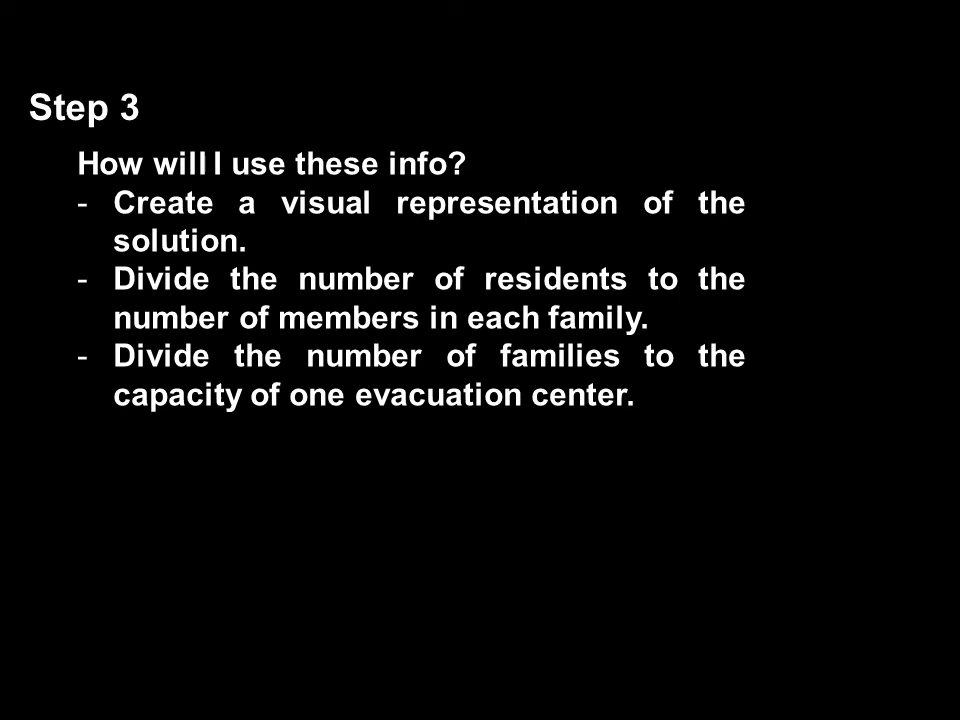 Step 3
How will I use these info?
- Create a visual representation of the
solution.
- Divide the number of residents to the
number of members in each family.
- Divide the number of families to the
capacity of one evacuation center.